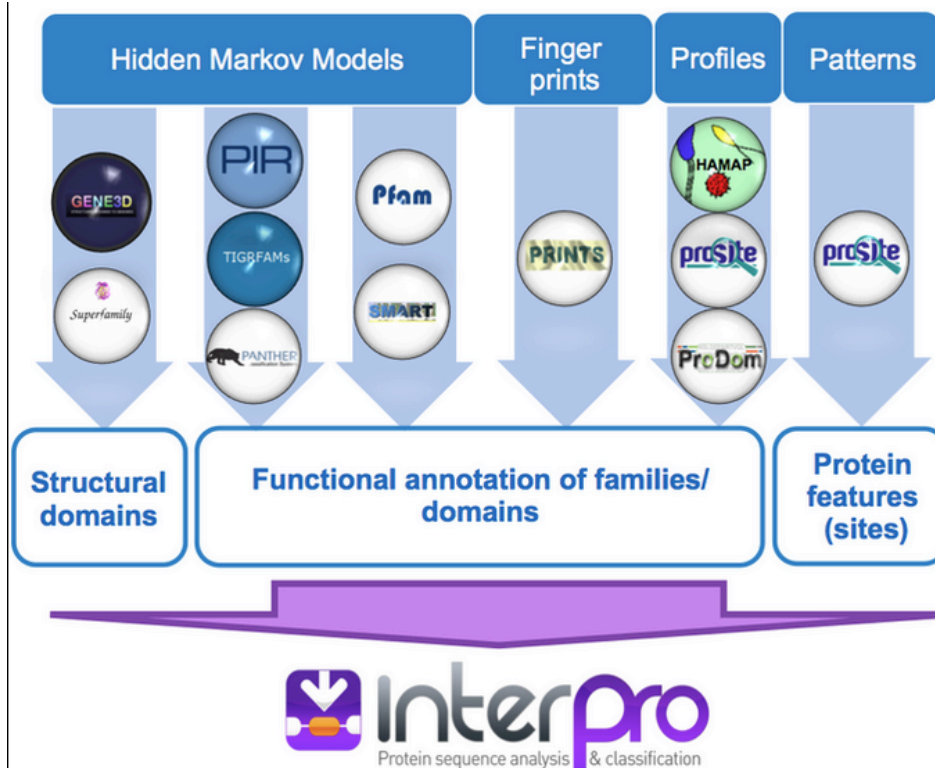 Hidden Markov Models
Finger
prints
Profiles
Patterns
GENE3D
Superfamily
PIR
TIGRFAMs
PANTHER
Pfam
SMART
PRINTS
HAMAP
proSite
ProDom
proSite
Structural
domains
Functional annotation of families/
domains
Protein
features
(sites)
InterPro
Protein sequence analysis & classification